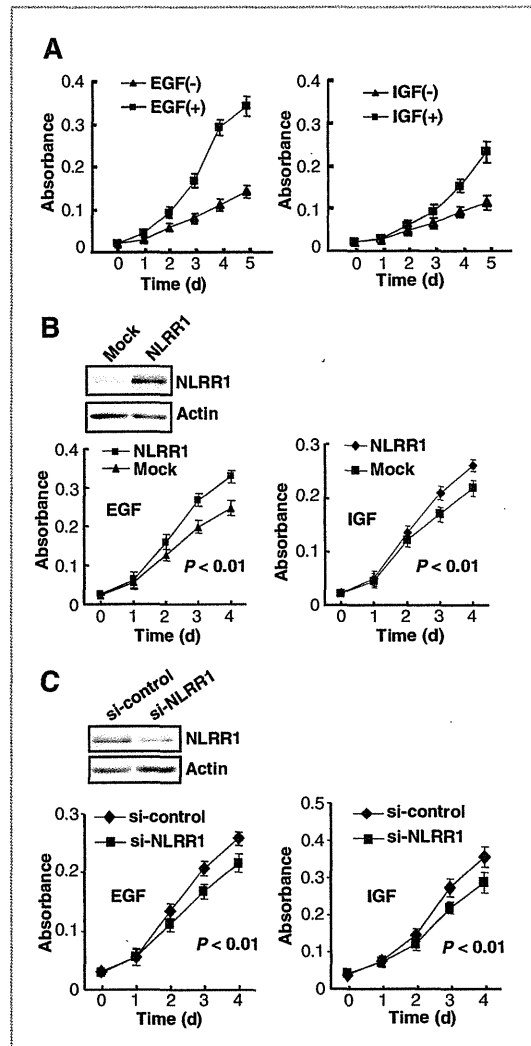 A
EGF(-)
EGF(+)
Absorbance
0.4
0.3
0.2
0.1
0
0 1 2 3 4 5
Time (d)
IGF(-)
IGF(+)
Absorbance
0.4
0.3
0.2
0.1
0
0 1 2 3 4 5
Time (d)
B
Mock
NLRR1
NLRR1
Actin
NLRR1
Mock
EGF
P < 0.01
Absorbance
0.4
0.3
0.2
0.1
0
0 1 2 3 4
Time (d)
NLRR1
Mock
IGF
P < 0.01
Absorbance
0.3
0.2
0.1
0
0 1 2 3 4
Time (d)
C
si-control
si-NLRR1
NLRR1
Actin
si-control
si-NLRR1
EGF
P < 0.01
Absorbance
0.3
0.2
0.1
0
0 1 2 3 4
Time (d)
si-control
si-NLRR1
IGF
P < 0.01
Absorbance
0.5
0.4
0.3
0.2
0.1
0
0 1 2 3 4
Time (d)